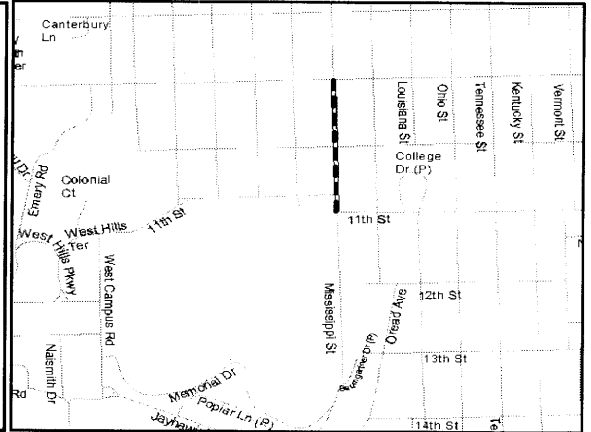 Canterbury
Ln
Louisiana St
Ohio St
Tennessee St
Kentucky St
Vermont St
College
Dr (P)
Emery Rd
Colonial
Ct
West Hills
Ter
11th St
11th St
West Hills Pkwy
West Campus Rd
Mississippi St
Oread Ave
12th St
13th St
Naismith Dr
Memorial Dr
Poplar Ln (P)
Rd
14th St